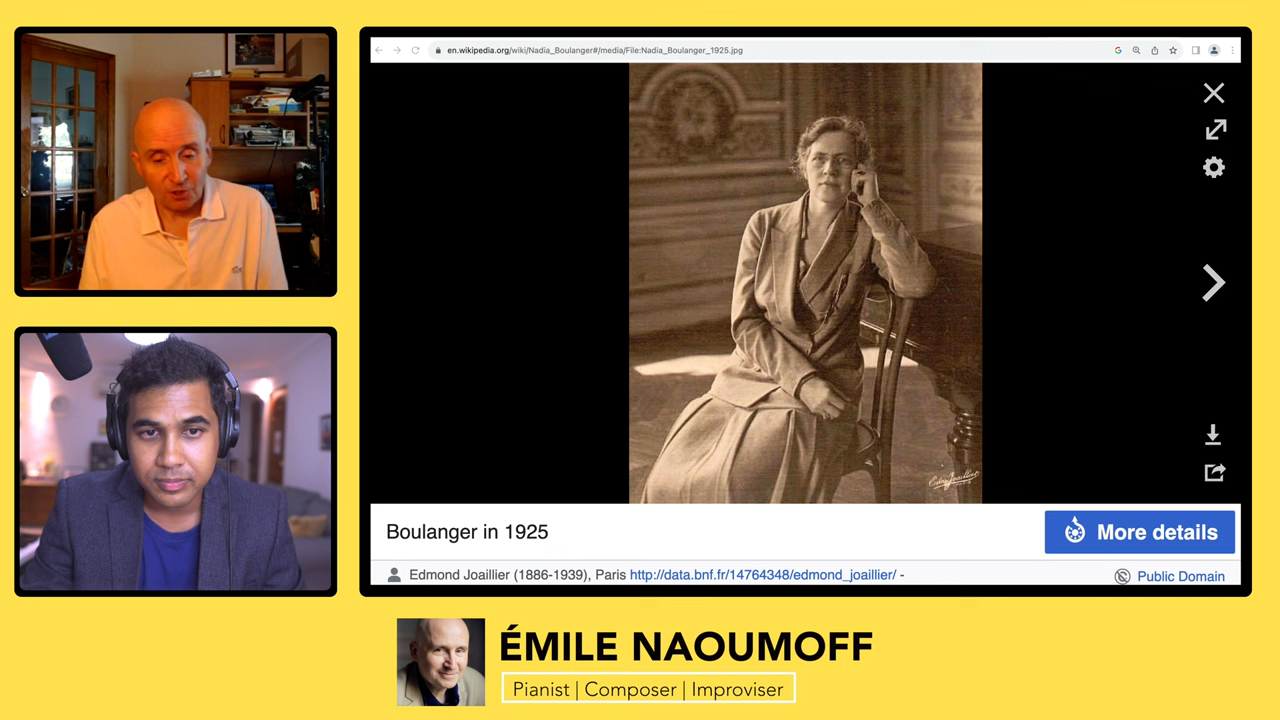 en.wikipedia.org/wiki/Nadia_Boulanger#/media/File:Nadia_Boulanger_1925.jpg
Boulanger in 1925
More details
Edmond Joaillier (1886-1939), Paris http://data.bnf.fr/14764348/edmond_joaillier/ -
Public Domain
ÉMILE NAOUMOFF
Pianist | Composer | Improviser